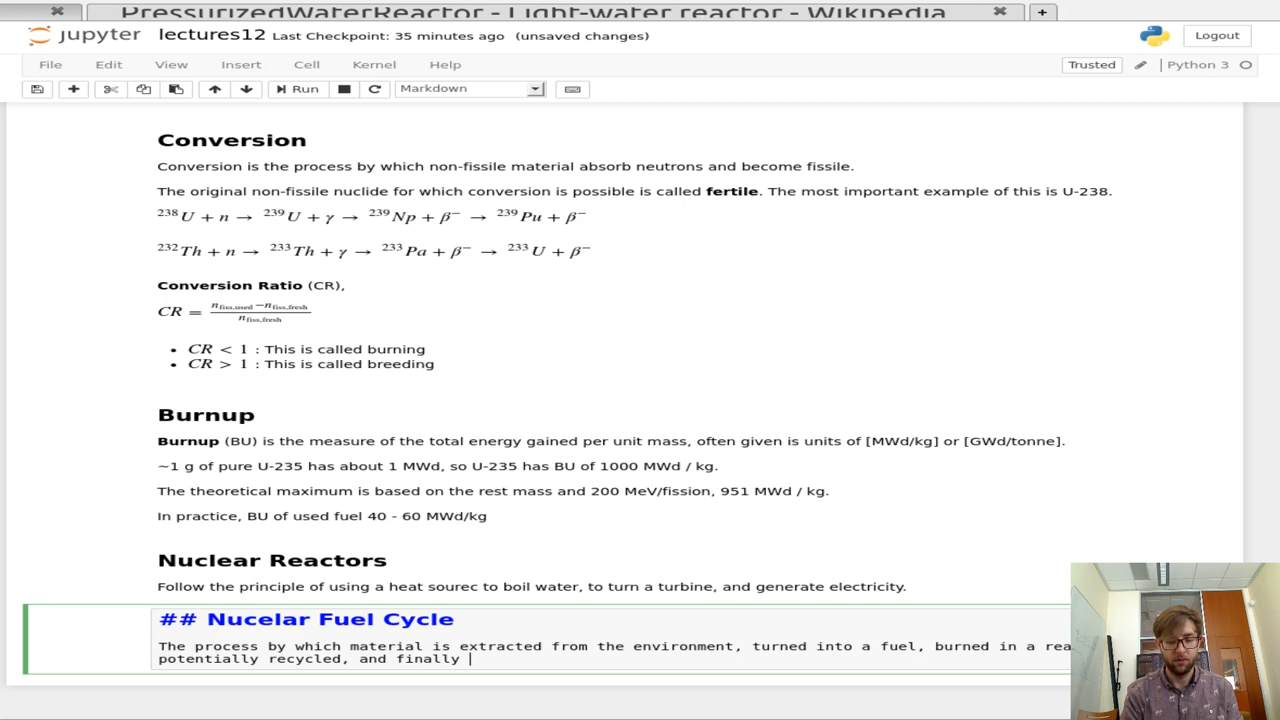 PressurizedWaterReactor - Light-water reactor - Wikipedia
jupyter lectures12 Last Checkpoint: 35 minutes ago (unsaved changes) Logout
File Edit View Insert Cell Kernel Help Trusted Python 3
Run Markdown
Conversion
Conversion is the process by which non-fissile material absorb neutrons and become fissile.
The original non-fissile nuclide for which conversion is possible is called fertile. The most important example of this is U-238.
²³⁸U + n → ²³⁹U + γ → ²³⁹Np + β⁻ → ²³⁹Pu + β⁻
²³²Th + n → ²³³Th + γ → ²³³Pa + β⁻ → ²³³U + β⁻
Conversion Ratio (CR),
CR = (n_fiss,used − n_fiss,fresh) / n_fiss,fresh
• CR < 1 : This is called burning
• CR > 1 : This is called breeding
Burnup
Burnup (BU) is the measure of the total energy gained per unit mass, often given is units of [MWd/kg] or [GWd/tonne].
~1 g of pure U-235 has about 1 MWd, so U-235 has BU of 1000 MWd / kg.
The theoretical maximum is based on the rest mass and 200 MeV/fission, 951 MWd / kg.
In practice, BU of used fuel 40 - 60 MWd/kg
Nuclear Reactors
Follow the principle of using a heat sourec to boil water, to turn a turbine, and generate electricity.
## Nucelar Fuel Cycle
The process by which material is extracted from the environment, turned into a fuel, burned in a
potentially recycled, and finally